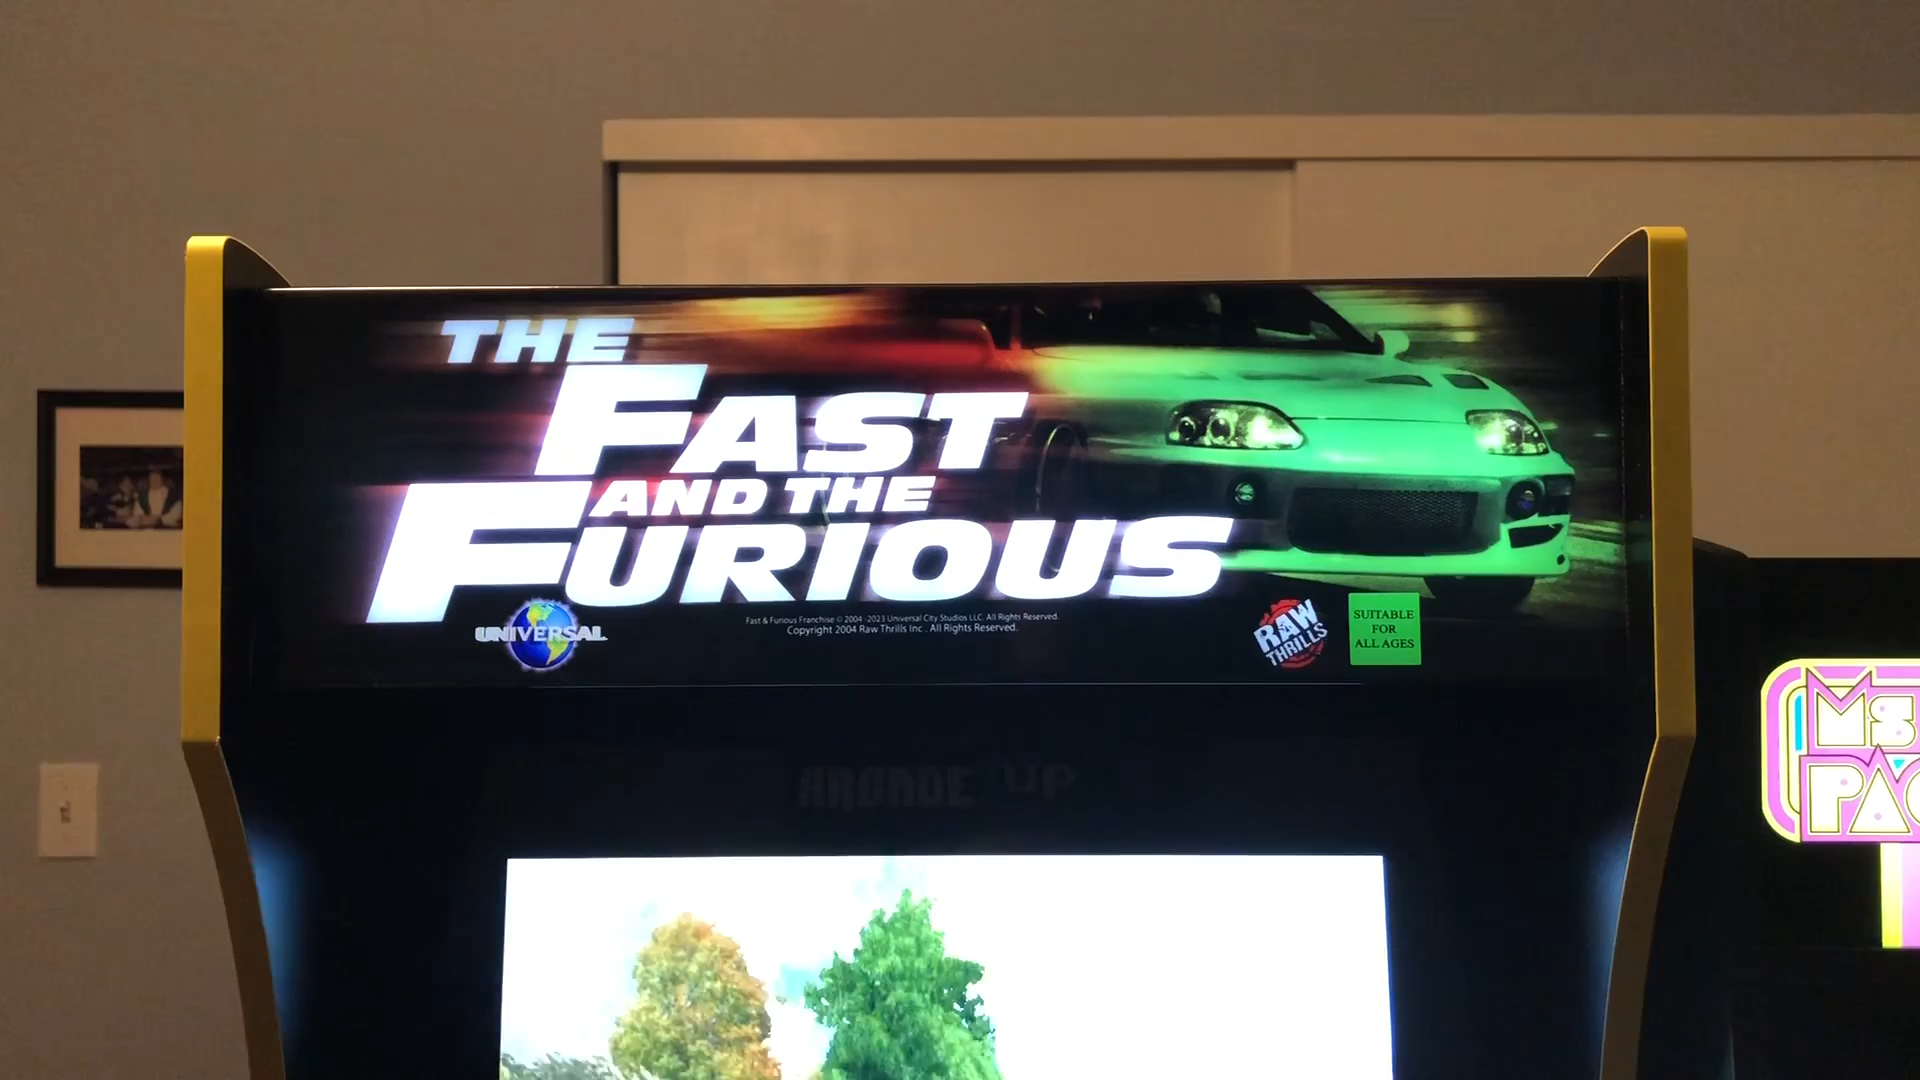 THE
FAST
AND THE
FURIOUS
UNIVERSAL
Fast & Furious Franchise © 2004 -2023 Universal City Studios LLC. All Rights Reserved.
Copyright 2004 Raw Thrills Inc . All Rights Reserved.
RAW
THRILLS
SUITABLE
FOR
ALL AGES
ARCADE 1UP
MS
PAC